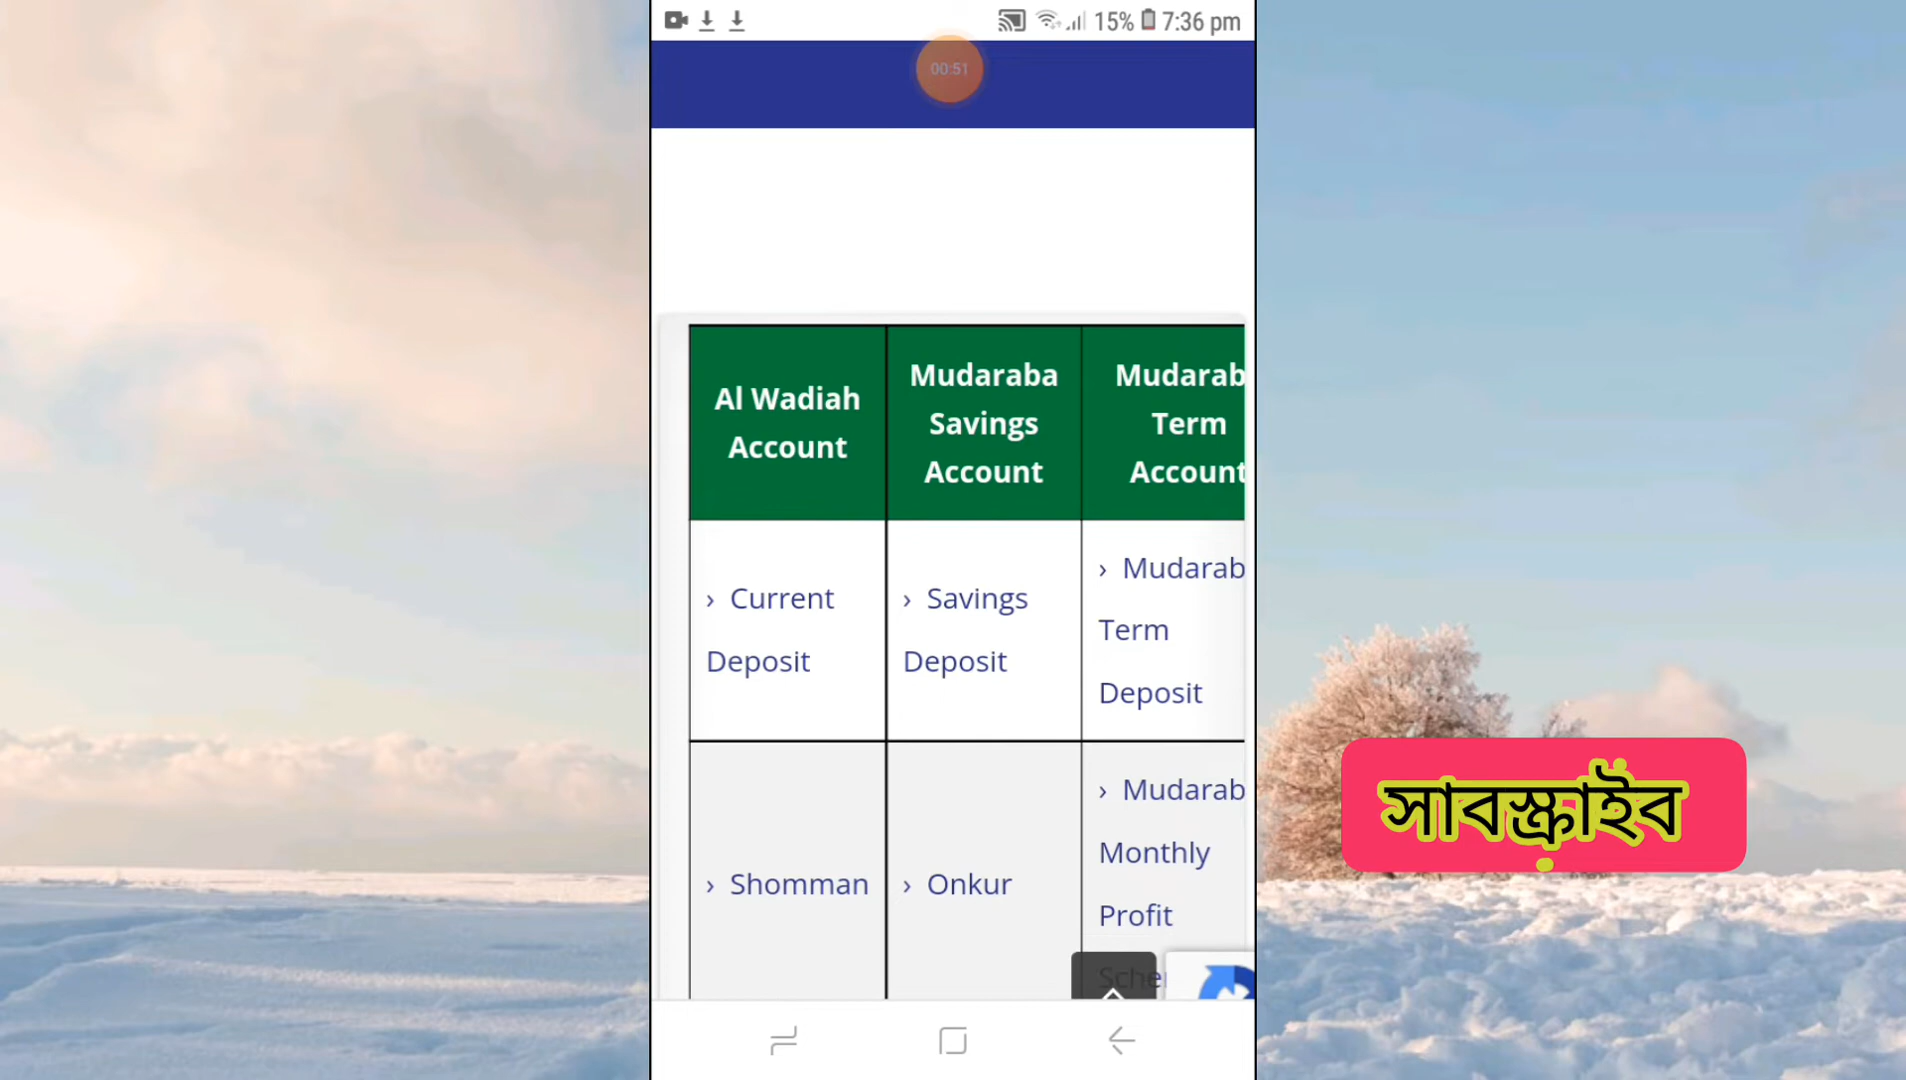 15% 7:36 pm
00:51
Al Wadiah
Account
Mudaraba
Savings
Account
Mudarab
Term
Account
› Current
Deposit
› Savings
Deposit
› Mudarab
Term
Deposit
› Shomman
› Onkur
› Mudarab
Monthly
Profit
Sche
সাবস্ক্রাইব